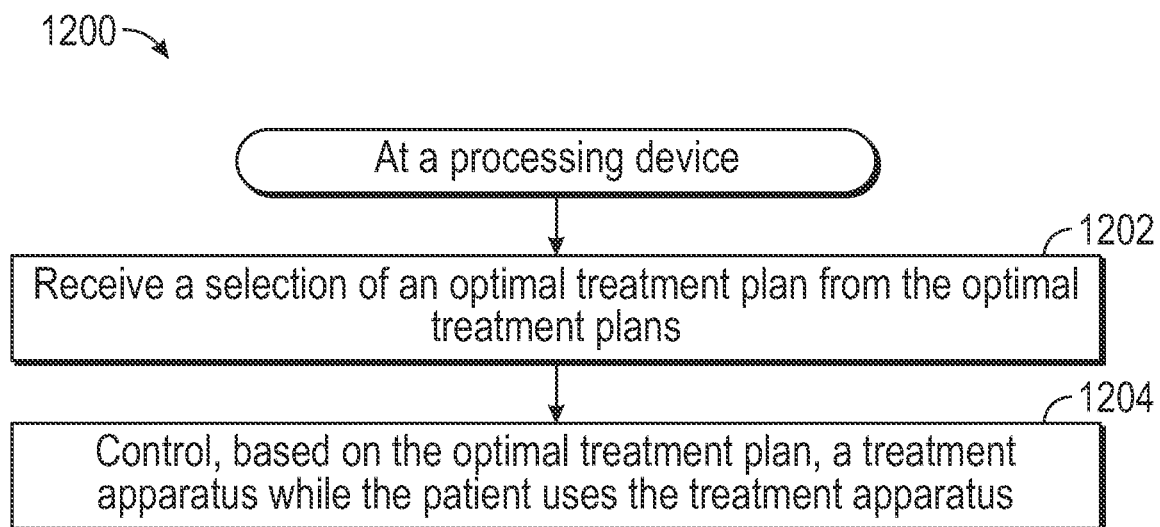 1200
At a processing device
1202
Receive a selection of an optimal treatment plan from the optimal
treatment plans
1204
Control, based on the optimal treatment plan, a treatment
apparatus while the patient uses the treatment apparatus